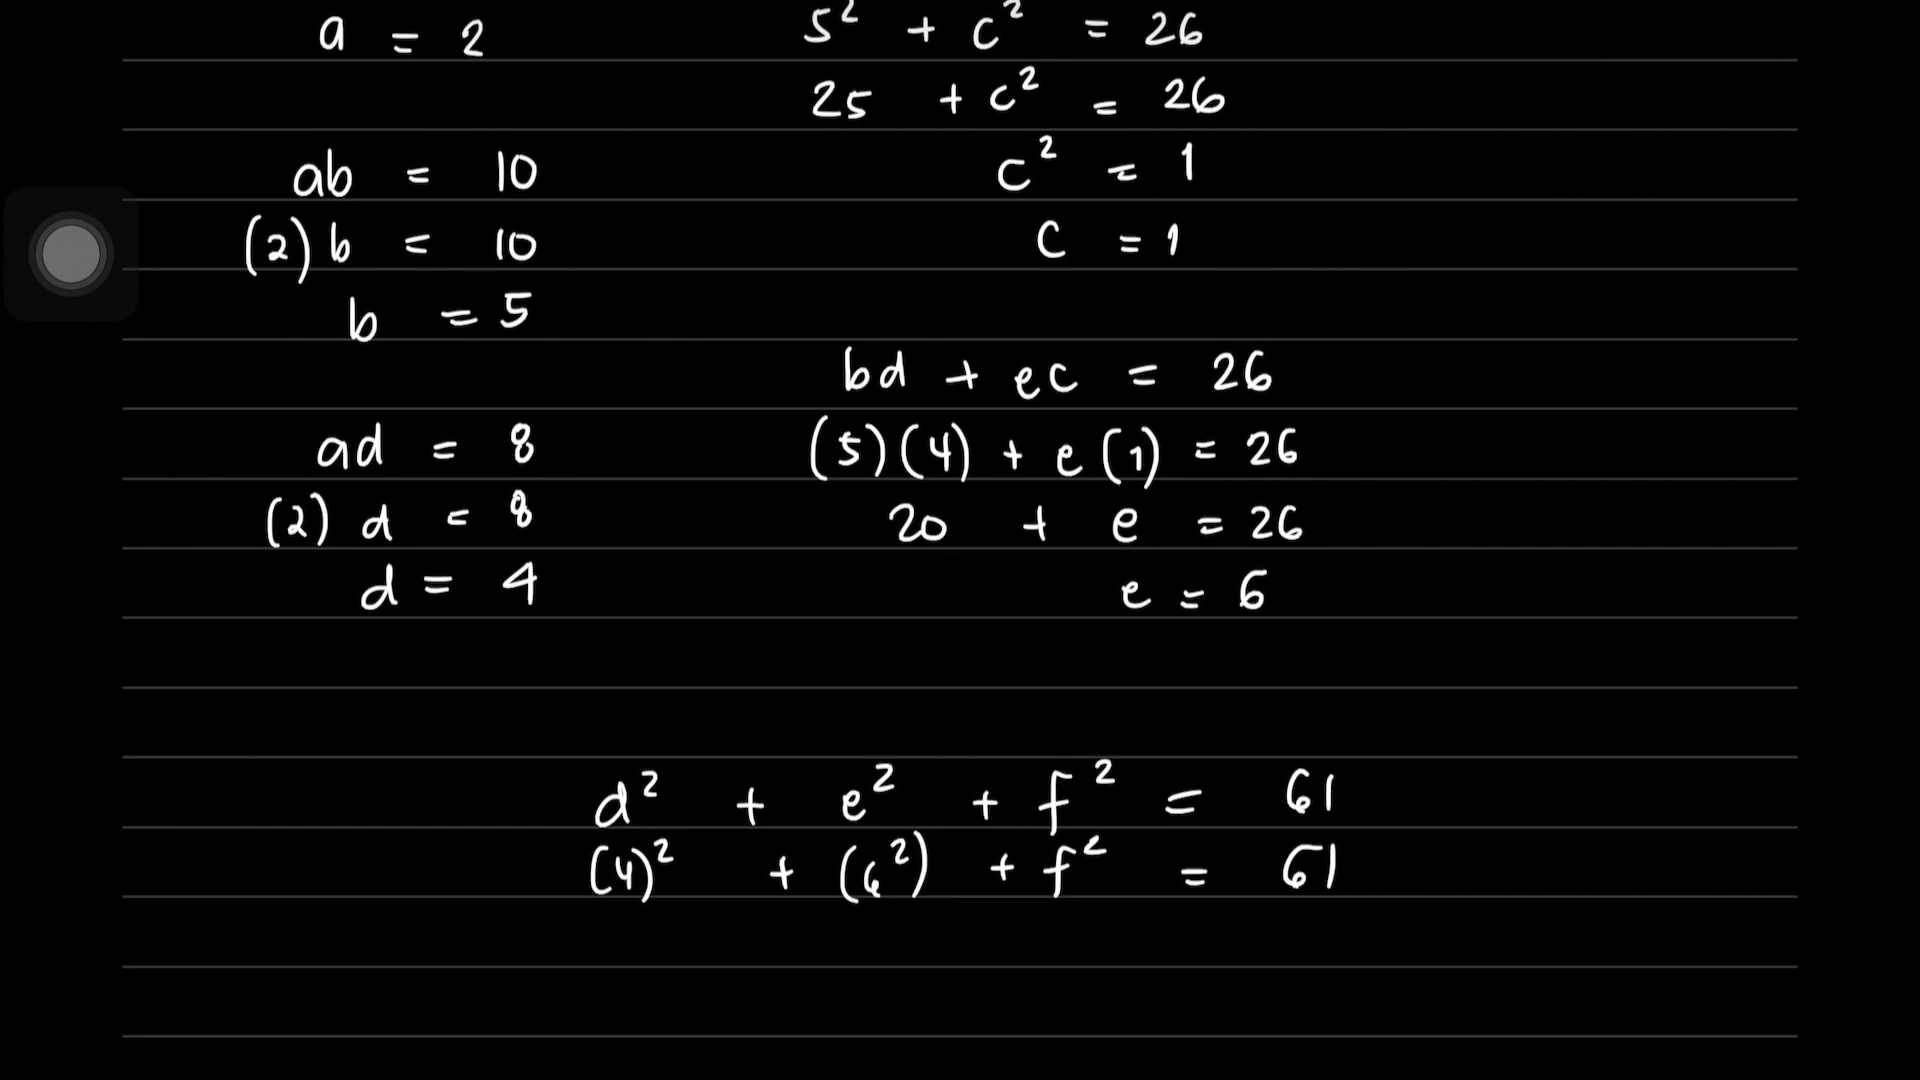 a = 2
ab = 10
(2) b = 10
b = 5
ad = 8
(2) d = 8
d = 4
5² + c² = 26
25 + c² = 26
c² = 1
c = 1
bd + ec = 26
(5)(4) + e(1) = 26
20 + e = 26
e = 6
d² + e² + f² = 61
(4)² + (6²) + f² = 61